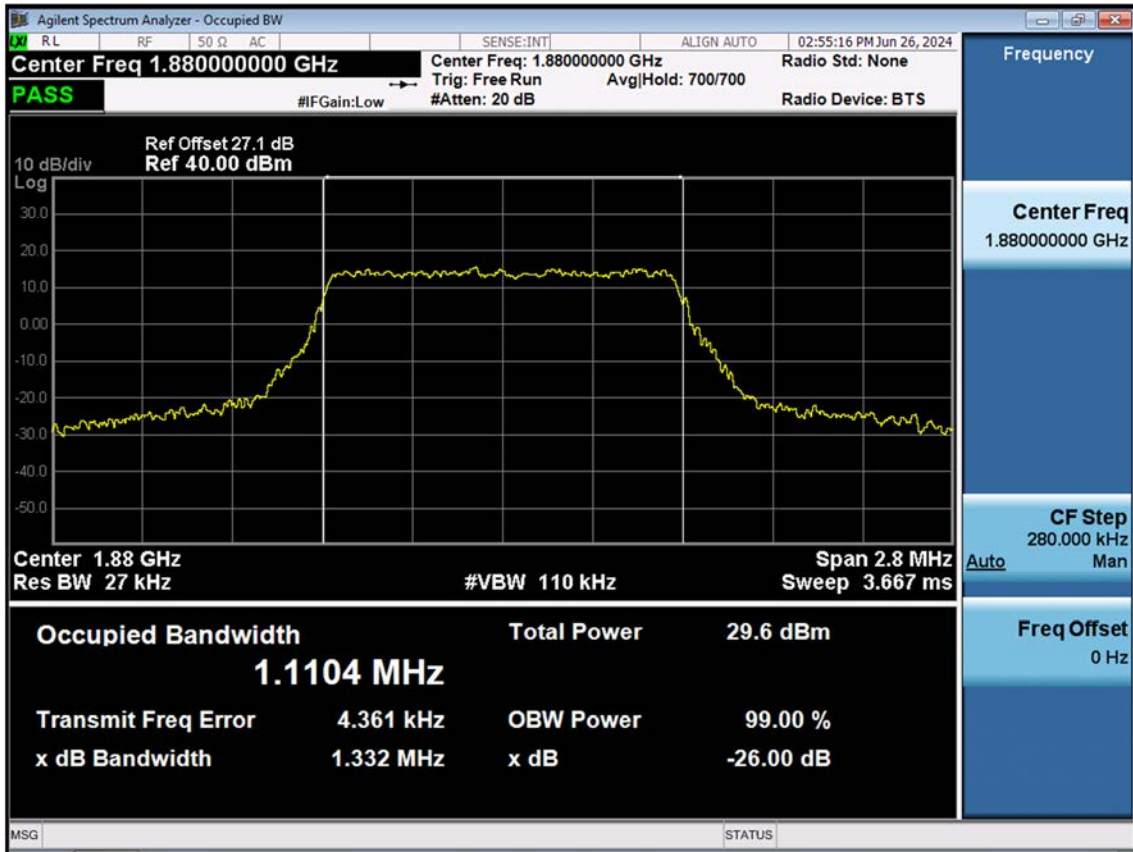 Agilent Spectrum Analyzer - Occupied BW
LXI RL RF 50 Ω AC SENSE:INT ALIGN AUTO 02:55:16 PM Jun 26, 2024
Center Freq 1.880000000 GHz
PASS
#IFGain:Low
Center Freq: 1.880000000 GHz
Trig: Free Run Avg|Hold: 700/700
#Atten: 20 dB
Radio Std: None
Radio Device: BTS
Ref Offset 27.1 dB
10 dB/div Ref 40.00 dBm
Log
30.0
20.0
10.0
0.00
-10.0
-20.0
-30.0
-40.0
-50.0
Center 1.88 GHz Span 2.8 MHz
Res BW 27 kHz #VBW 110 kHz Sweep 3.667 ms
Occupied Bandwidth Total Power 29.6 dBm
1.1104 MHz
Transmit Freq Error 4.361 kHz OBW Power 99.00 %
x dB Bandwidth 1.332 MHz x dB -26.00 dB
MSG STATUS
Frequency
Center Freq
1.880000000 GHz
CF Step
280.000 kHz
Auto Man
Freq Offset
0 Hz